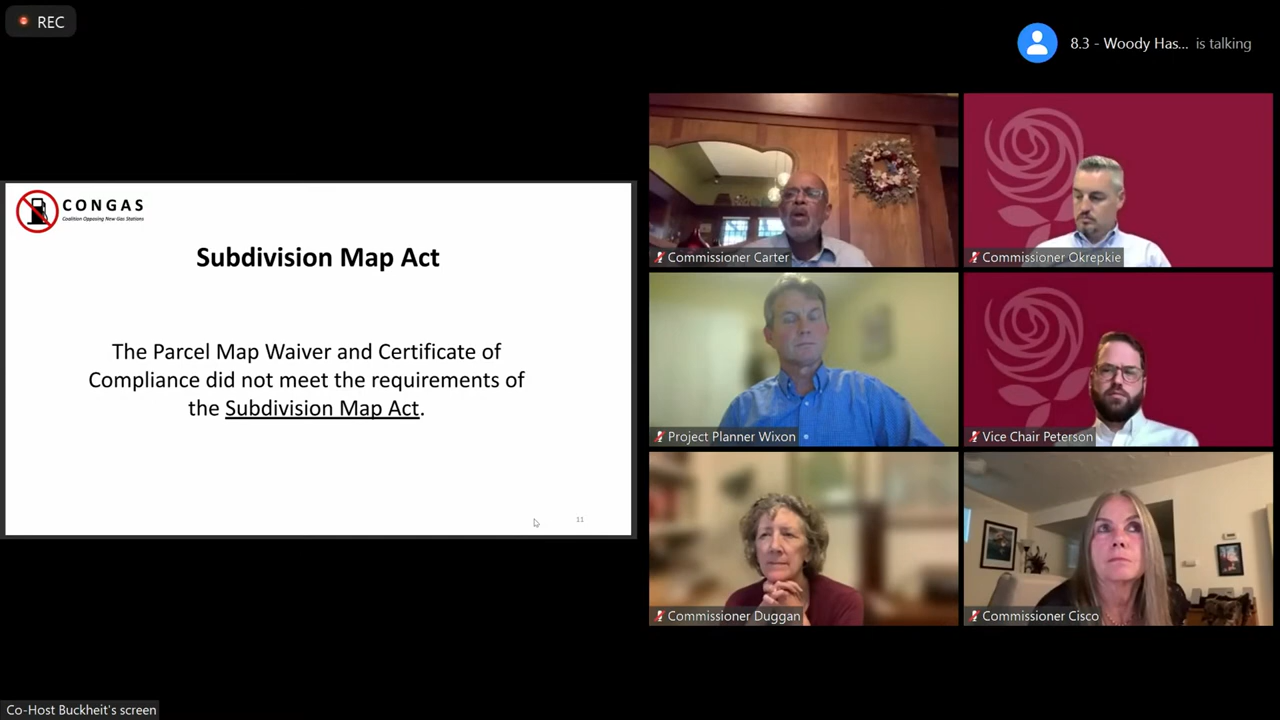 REC
8.3 - Woody Has... is talking
CONGAS
Coalition Opposing New Gas Stations
Subdivision Map Act
The Parcel Map Waiver and Certificate of
Compliance did not meet the requirements of
the Subdivision Map Act.
11
Commissioner Carter
Commissioner Okrepkie
Project Planner Wixon
Vice Chair Peterson
Commissioner Duggan
Commissioner Cisco
Co-Host Buckheit's screen